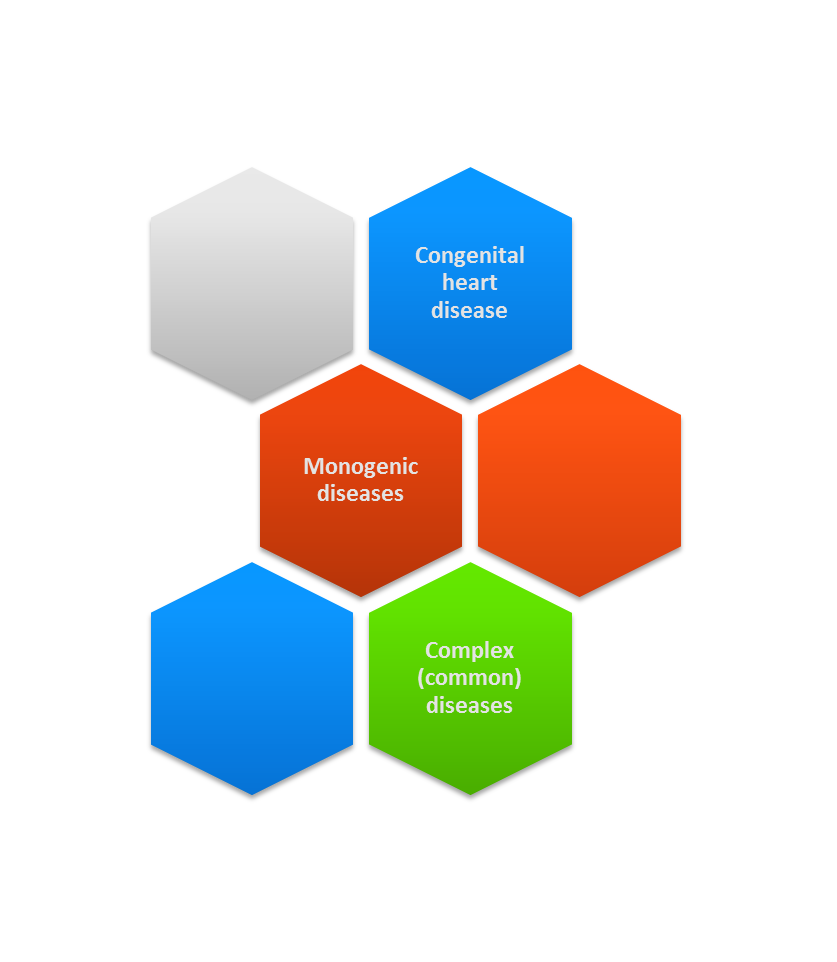 Congenital
heart
disease
Monogenic
diseases
Complex
(common)
diseases